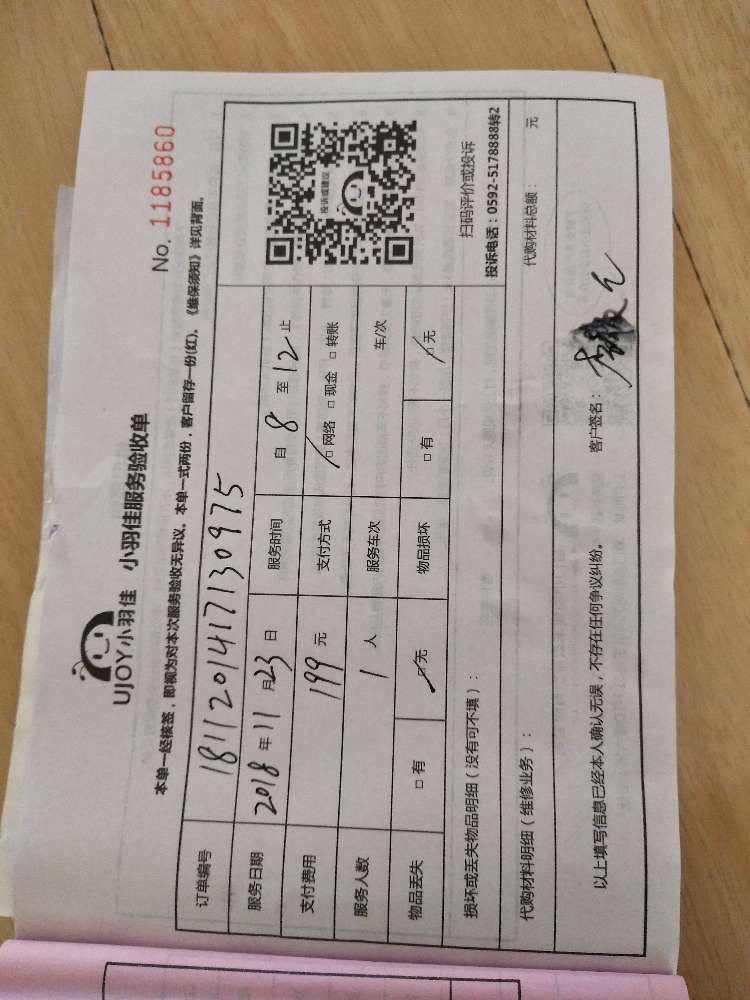 UJOY小羽佳 小羽佳服务验收单
No. 1185860
本单一经核签，即视为对本次服务验收无异议。本单一式两份，客户留存一份(红)。《维保须知》详见背面。
订单编号 181120141713 0975
服务日期 2018年11月23日 服务时间 自 8 至 12 止
支付费用 199 元 支付方式 □网络 □现金 □转账
服务人数 1 人 服务车次 车/次
物品丢失 □有 □无 物品损坏 □有 □无
投诉或建议
扫码评价或投诉
投诉电话：0592-5178888转2
损坏或丢失物品明细（没有可不填）：
代购材料明细（维修业务）： 代购材料总额： 元
以上填写信息已经本人确认无误，不存在任何争议纠纷。 客户签名：